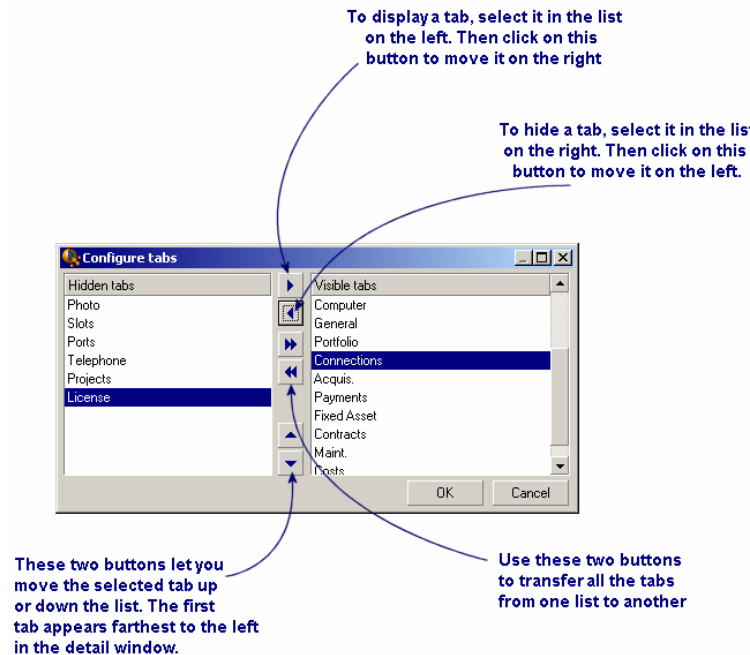 To display a tab, select it in the list
on the left. Then click on this
button to move it on the right
To hide a tab, select it in the list
on the right. Then click on this
button to move it on the left.
Configure tabs
Hidden tabs
Photo
Slots
Ports
Telephone
Projects
License
Visible tabs
Computer
General
Portfolio
Connections
Acquis.
Payments
Fixed Asset
Contracts
Maint.
Costs
OK
Cancel
These two buttons let you
move the selected tab up
or down the list. The first
tab appears farthest to the left
in the detail window.
Use these two buttons
to transfer all the tabs
from one list to another